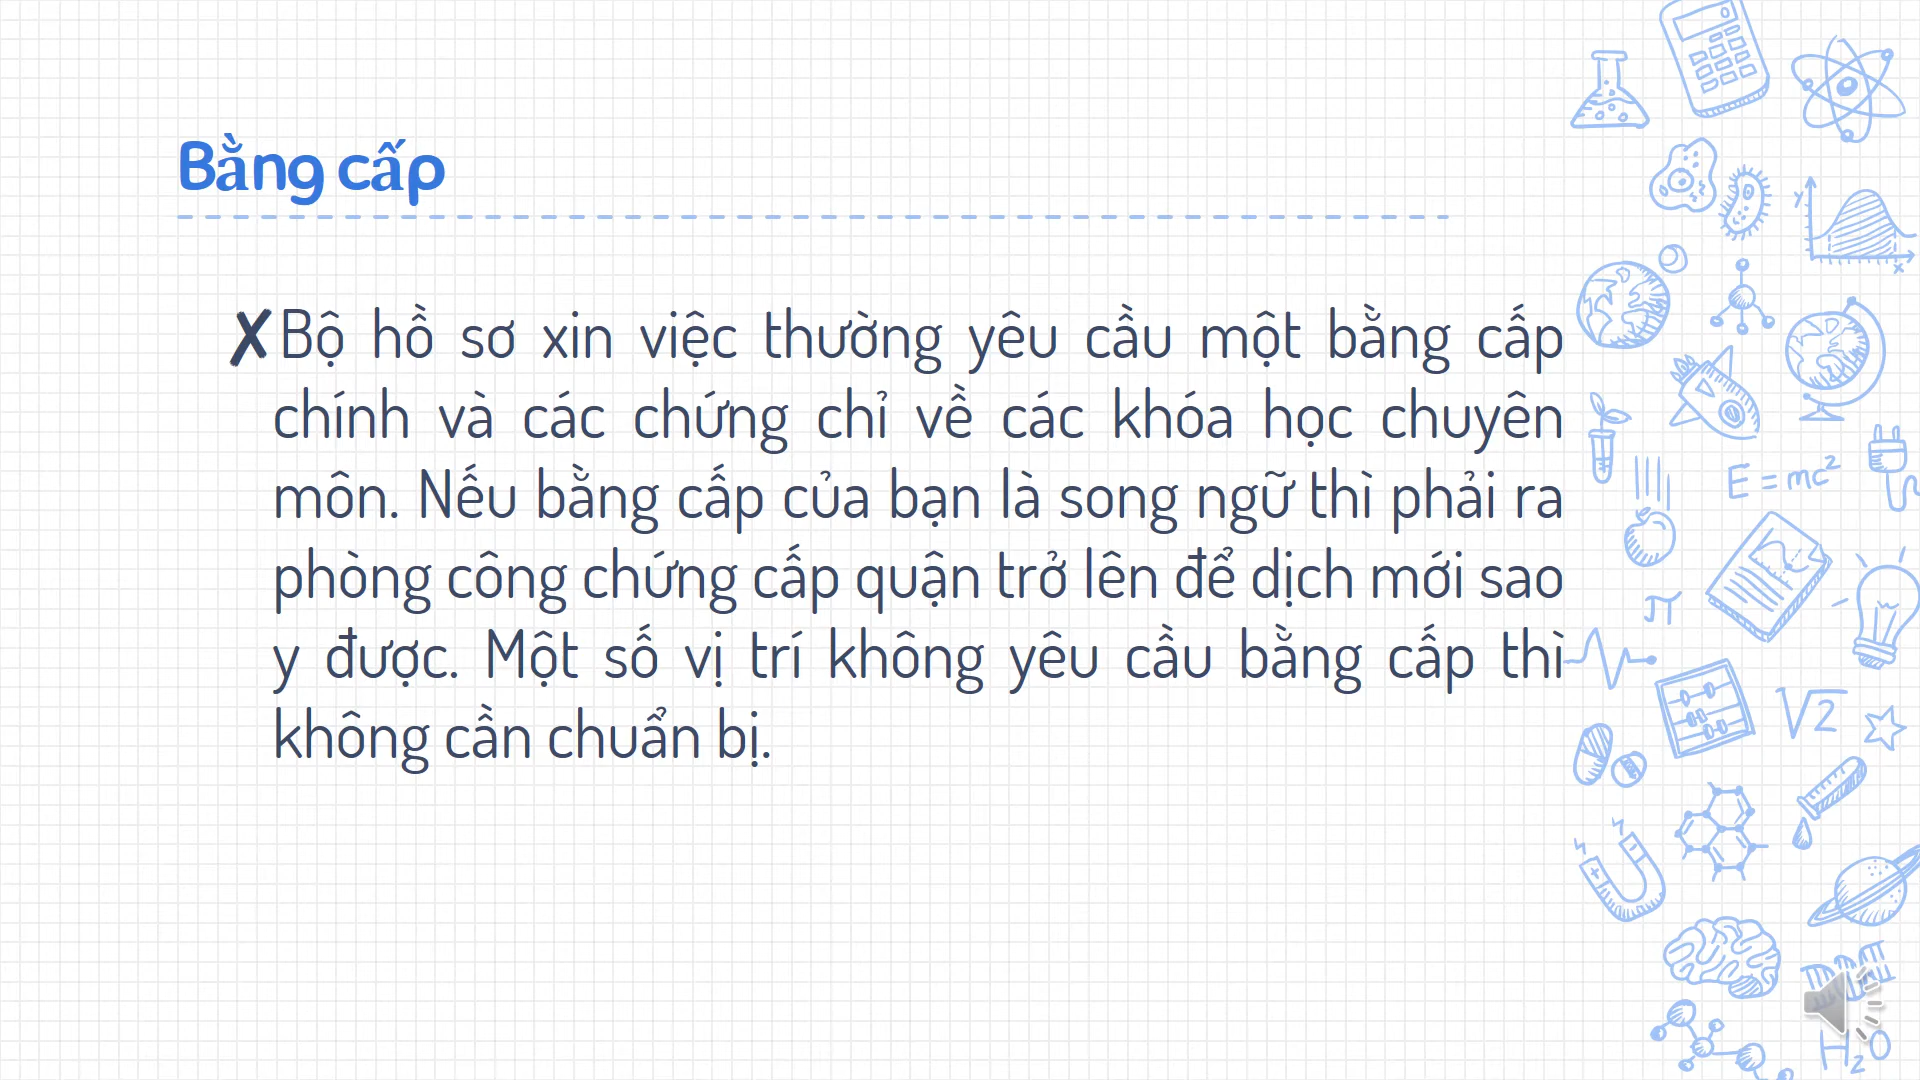 Bằng cấp
✗Bộ hồ sơ xin việc thường yêu cầu một bằng cấp
chính và các chứng chỉ về các khóa học chuyên
môn. Nếu bằng cấp của bạn là song ngữ thì phải ra
phòng công chứng cấp quận trở lên để dịch mới sao
y được. Một số vị trí không yêu cầu bằng cấp thì
không cần chuẩn bị.
y
x
E = mc²
π
√2
H₂O